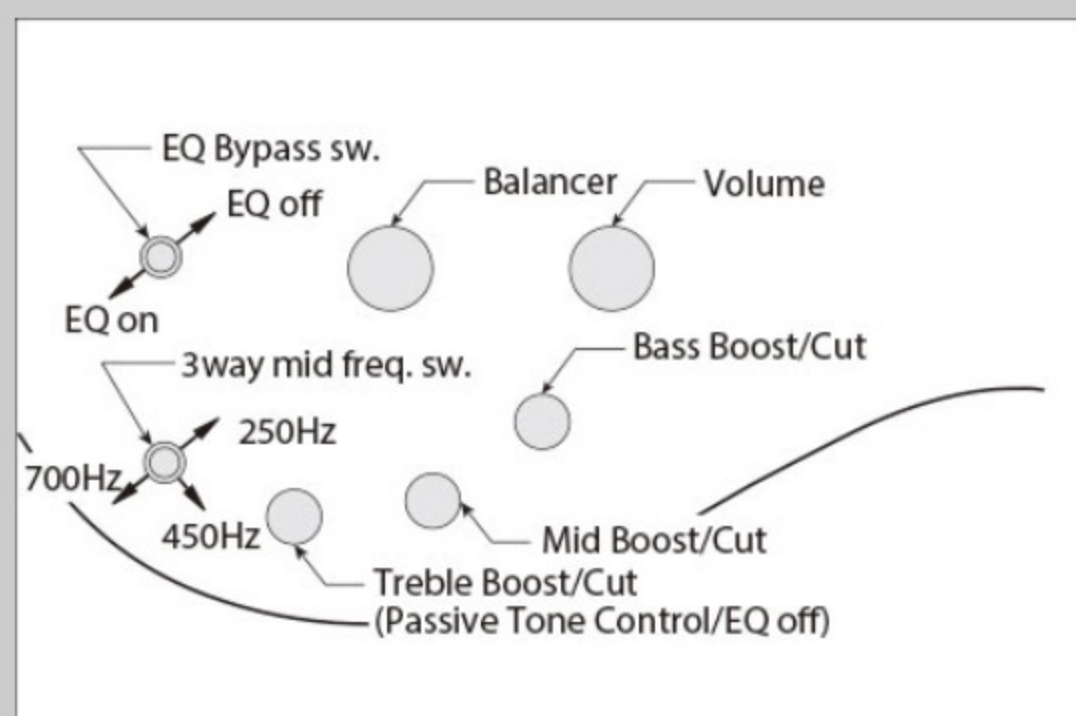 EQ Bypass sw.
EQ off
Balancer
Volume
EQ on
Bass Boost/Cut
3way mid freq. sw.
250Hz
700Hz
450Hz
Mid Boost/Cut
Treble Boost/Cut
(Passive Tone Control/EQ off)